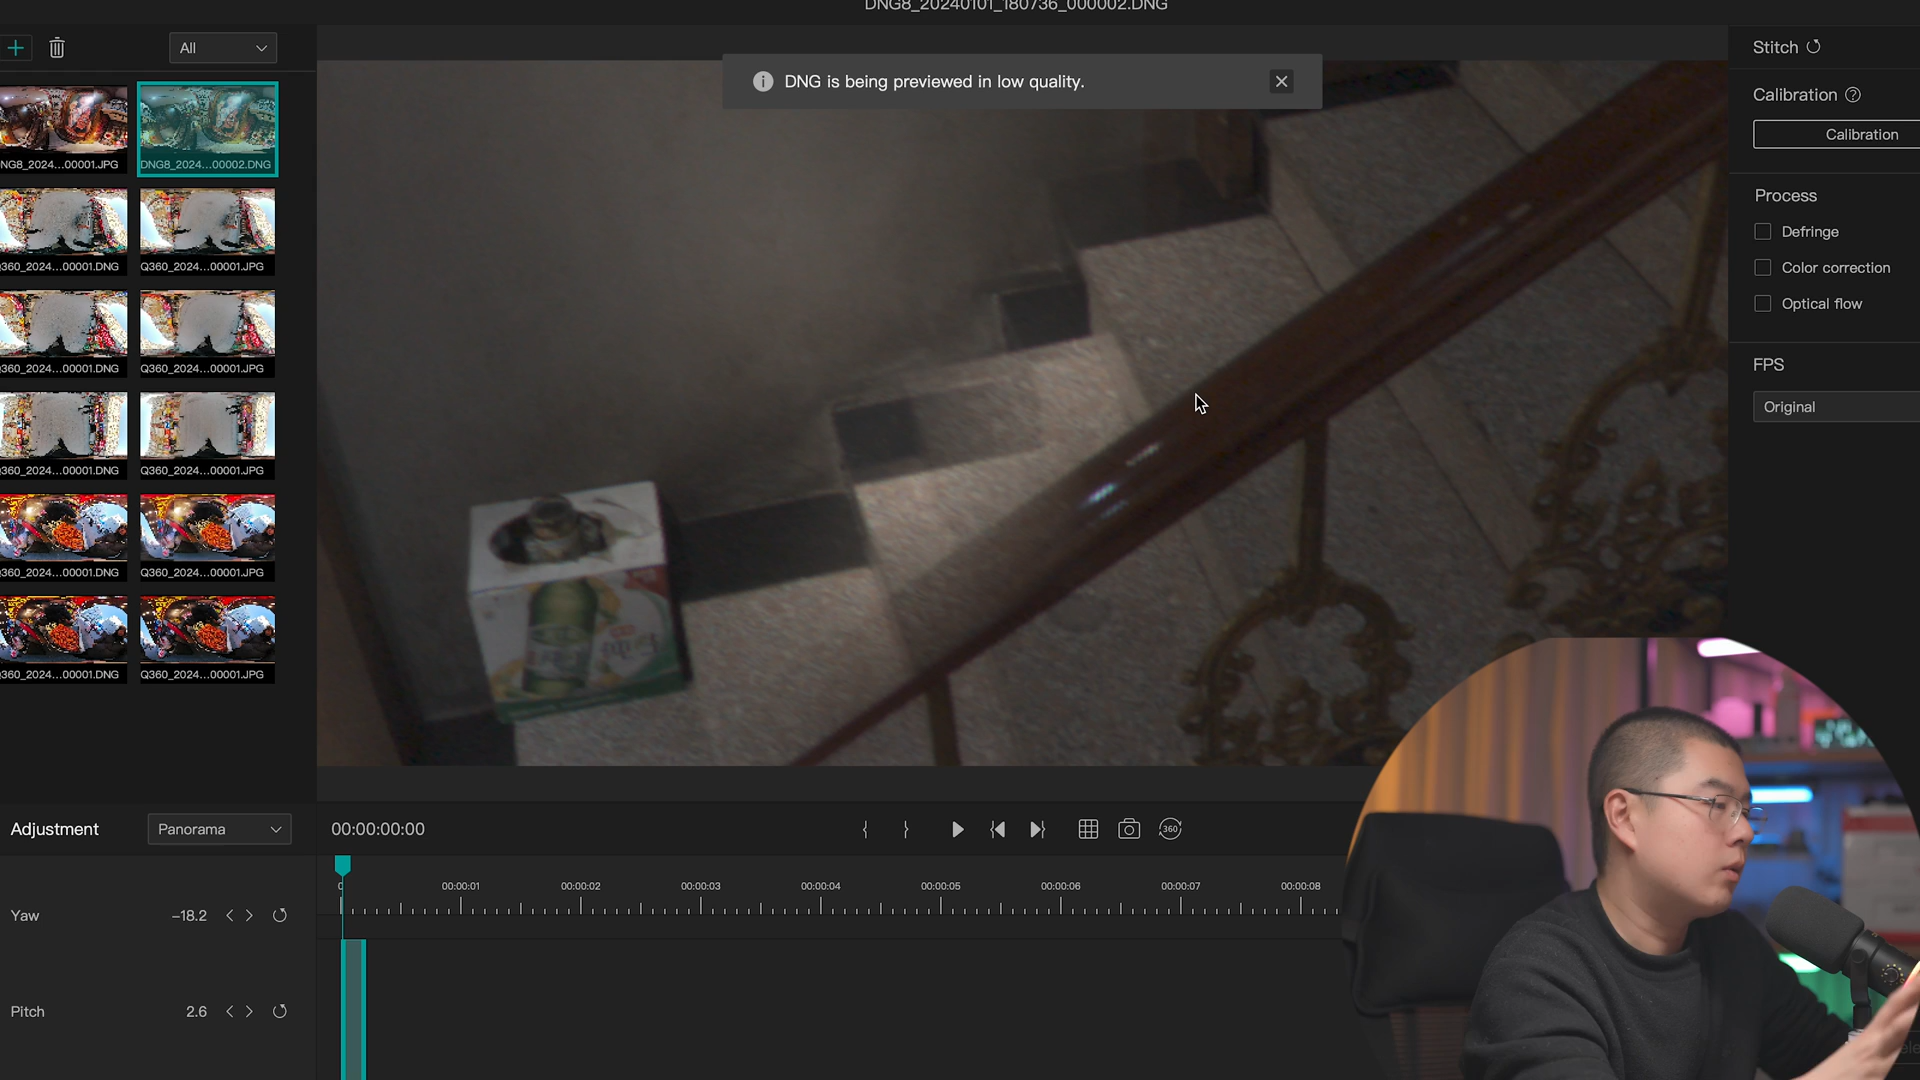 DNG8_20240101_180736_000002.DNG
All
Stitch
DNG is being previewed in low quality.
Calibration
Calibration
NG8_2024...00001.JPG
DNG8_2024...00002.DNG
Process
Defringe
360_2024...00001.DNG
Q360_2024...00001.JPG
Color correction
Optical flow
360_2024...00001.DNG
Q360_2024...00001.JPG
FPS
Original
360_2024...00001.DNG
Q360_2024...00001.JPG
360_2024...00001.DNG
Q360_2024...00001.JPG
360_2024...00001.DNG
Q360_2024...00001.JPG
Adjustment
Panorama
00:00:00:00
360
0
00:00:01
00:00:02
00:00:03
00:00:04
00:00:05
00:00:06
00:00:07
00:00:08
Yaw
−18.2
Pitch
2.6